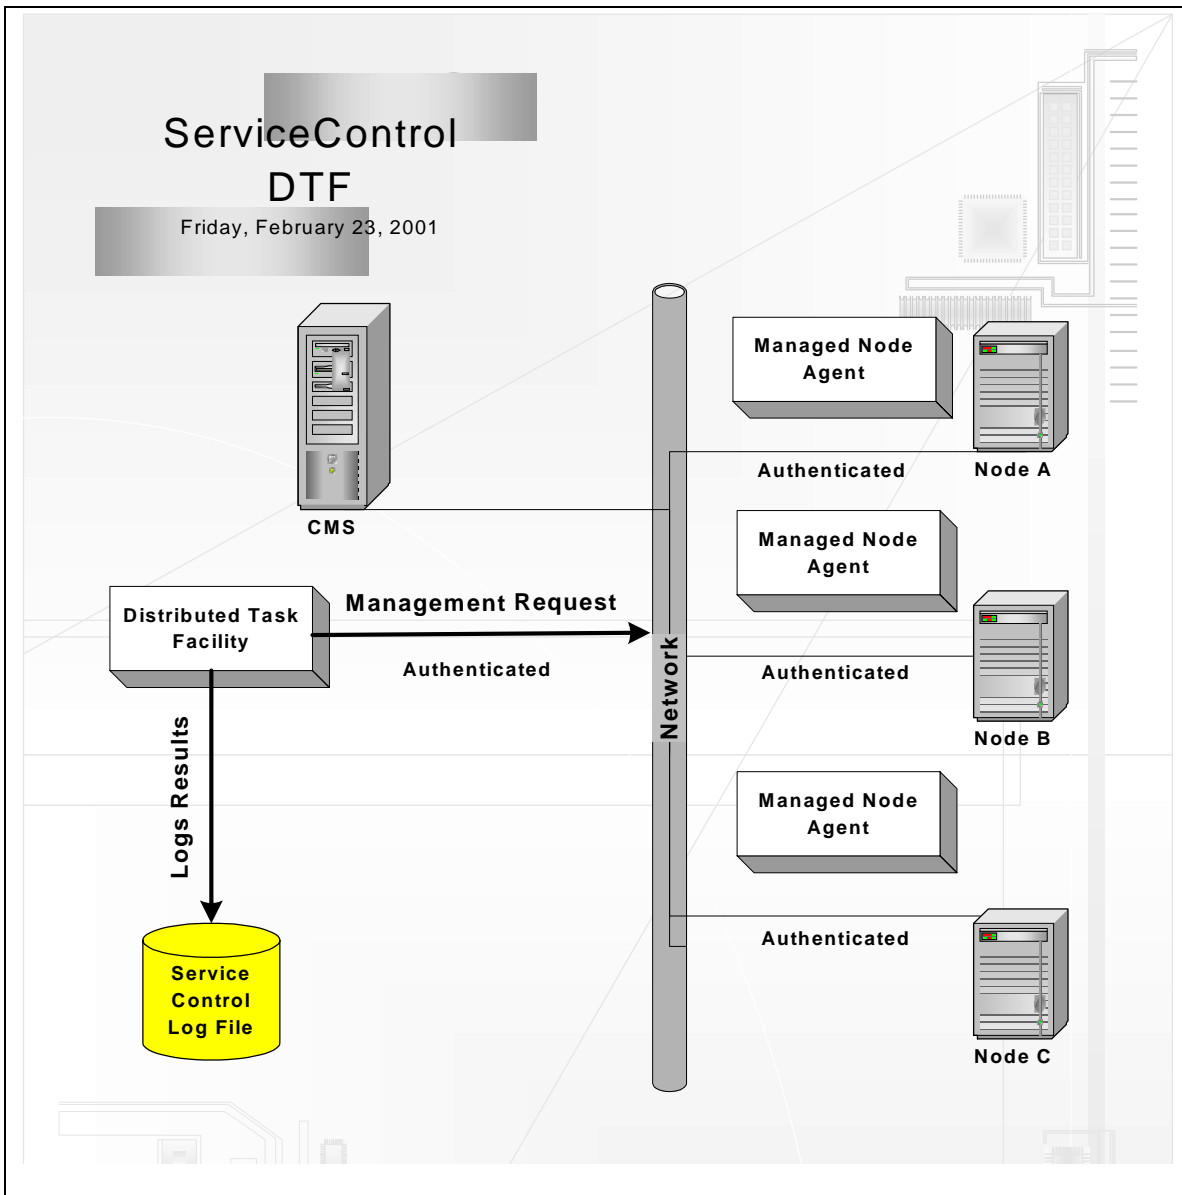 ServiceControl
DTF
Friday, February 23, 2001
Managed Node
Agent
Authenticated
Node A
CMS
Managed Node
Agent
Distributed Task
Facility
Management Request
Authenticated
Network
Authenticated
Node B
Logs Results
Managed Node
Agent
Service
Control
Log File
Authenticated
Node C